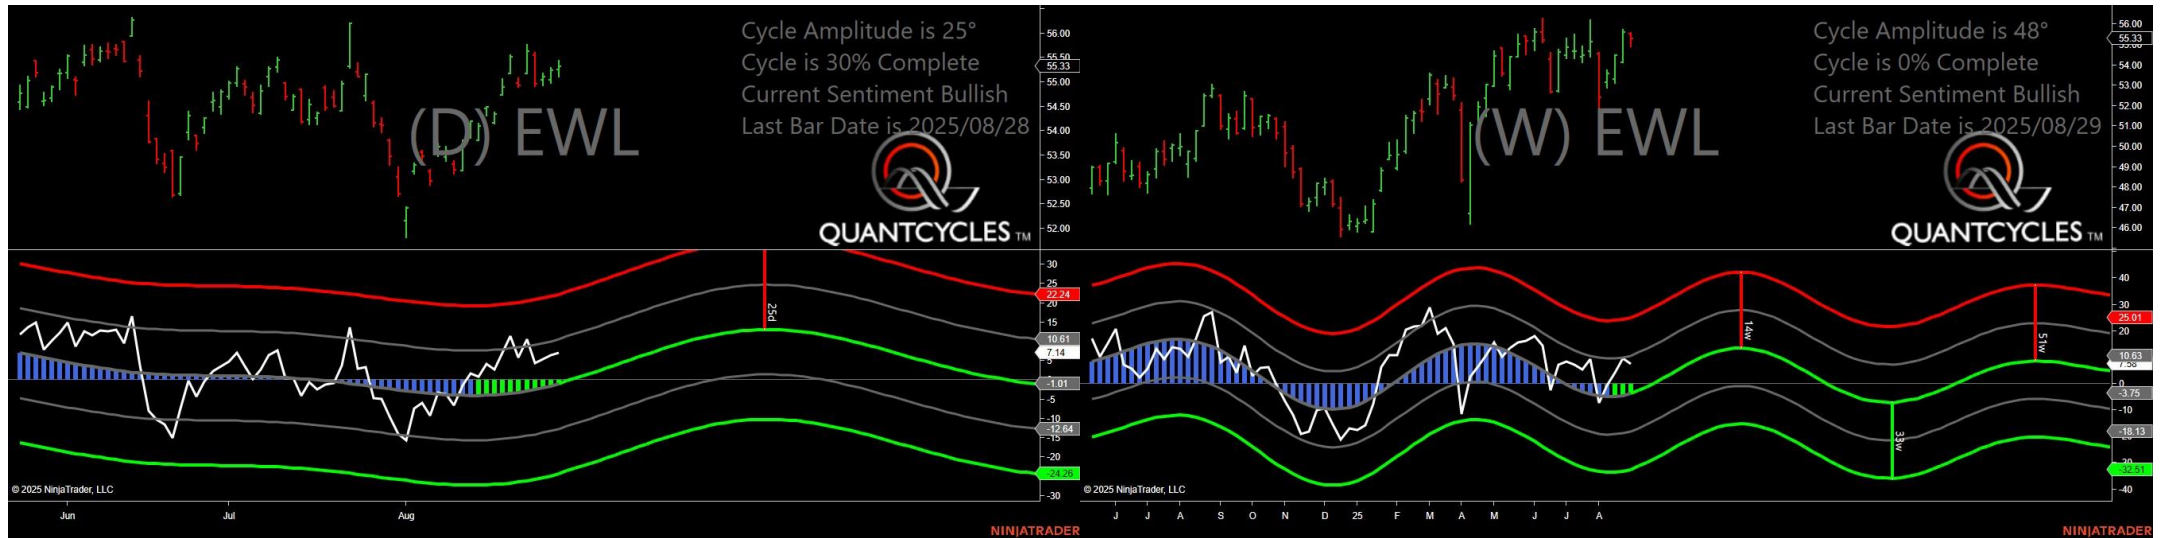 Cycle Amplitude is 25°
Cycle is 30% Complete
Current Sentiment Bullish
Last Bar Date is 2025/08/28
(D) EWL
QUANTCYCLES TM
56.00
55.50
55.33
55.00
54.50
54.00
53.50
53.00
52.50
52.00
30
25
22.24
20
15
10.61
7.14
5
-1.01
-5
-10
-12.64
-15
-20
-24.26
-30
25d
© 2025 NinjaTrader, LLC
Jun Jul Aug
NINJATRADER
Cycle Amplitude is 48°
Cycle is 0% Complete
Current Sentiment Bullish
Last Bar Date is 2025/08/29
(W) EWL
QUANTCYCLES TM
56.00
55.33
55.00
54.00
53.00
52.00
51.00
50.00
49.00
48.00
47.00
46.00
40
30
25.01
20
10.63
7.58
0
-3.75
-10
-18.13
-32.51
-40
14w
33w
51w
© 2025 NinjaTrader, LLC
J J A S O N D 25 F M A M J J A
NINJATRADER